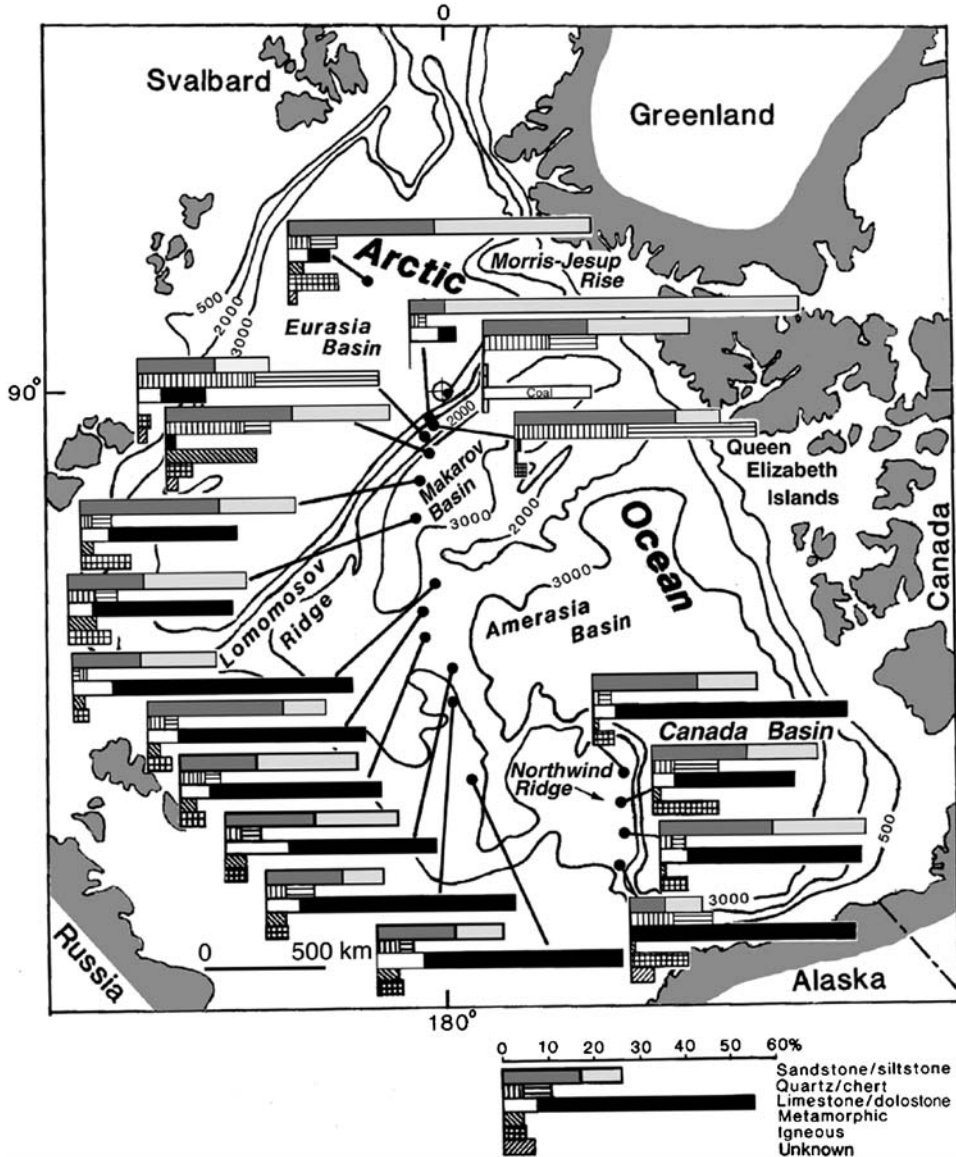 0
Svalbard
Greenland
Arctic
Morris-Jesup
Rise
500
2000
3000
Eurasia
Basin
90°
Coal
2000
Makarov
Basin
3000
2000
Queen
Elizabeth
Islands
Ocean
Canada
3000
Amerasia
Basin
Lomomosov
Ridge
Canada Basin
Northwind
Ridge
500
3000
Russia
0 500 km
Alaska
180°
0 10 20 30 40 50 60%
Sandstone/siltstone
Quartz/chert
Limestone/dolostone
Metamorphic
Igneous
Unknown